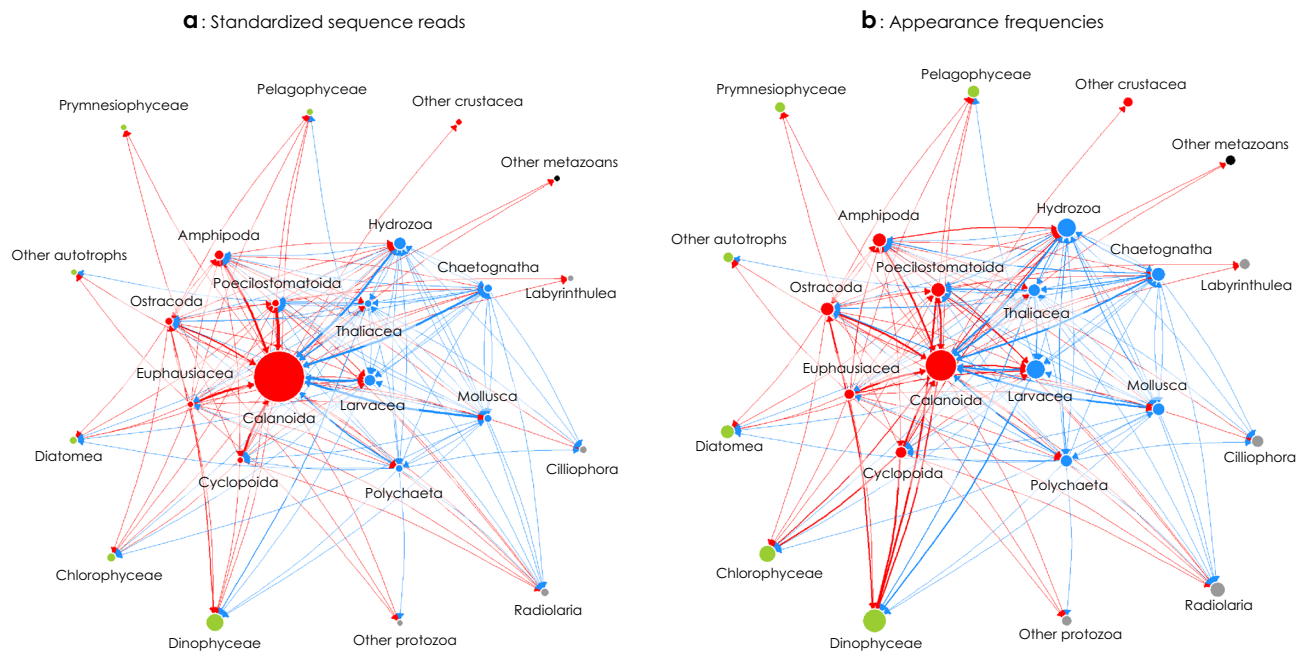 a : Standardized sequence reads
Pelagophyceae
Other crustacea
Prymnesiophyceae
Other metazoans
Hydrozoa
Amphipoda
Other autotrophs
Chaetognatha
Poecilostomatoida
Labyrinthulea
Ostracoda
Thaliacea
Euphausiacea
Mollusca
Calanoida
Larvacea
Diatomea
Cilliophora
Cyclopoida
Polychaeta
Chlorophyceae
Radiolaria
Dinophyceae
Other protozoa
b : Appearance frequencies
Pelagophyceae
Other crustacea
Prymnesiophyceae
Other metazoans
Hydrozoa
Amphipoda
Other autotrophs
Chaetognatha
Poecilostomatoida
Labyrinthulea
Ostracoda
Thaliacea
Euphausiacea
Mollusca
Calanoida
Larvacea
Diatomea
Cilliophora
Cyclopoida
Polychaeta
Chlorophyceae
Radiolaria
Dinophyceae
Other protozoa